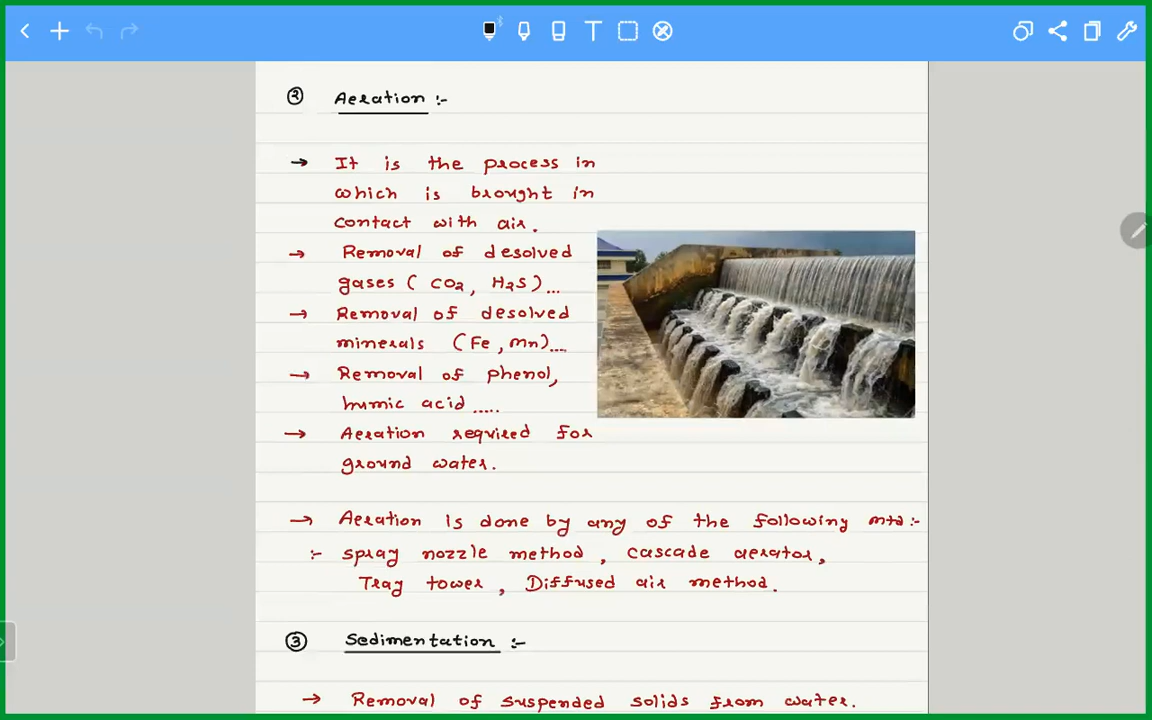 ② Aeration :-
→ It is the process in
which is brought in
contact with air.
→ Removal of desolved
gases ( CO2, H2S )...
→ Removal of desolved
minerals (Fe, Mn)....
→ Removal of phenol,
humic acid .....
→ Aeration required for
ground water.
→ Aeration is done by any of the following mtd:-
:- spray nozzle method, cascade aerator,
Tray tower, Diffused air method.
③ Sedimentation :-
→ Removal of suspended solids from water.